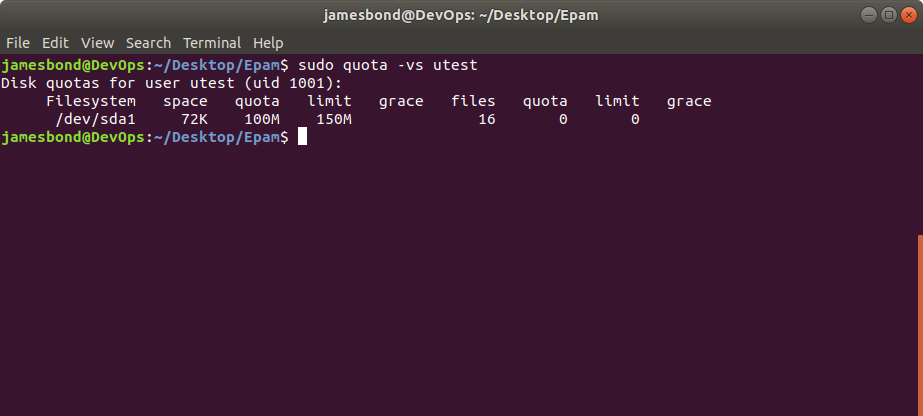 jamesbond@DevOps: ~/Desktop/Epam
File Edit View Search Terminal Help
jamesbond@DevOps:~/Desktop/Epam$ sudo quota -vs utest
Disk quotas for user utest (uid 1001):
     Filesystem   space   quota   limit   grace   files   quota   limit   grace
      /dev/sda1     72K    100M    150M              16       0       0
jamesbond@DevOps:~/Desktop/Epam$